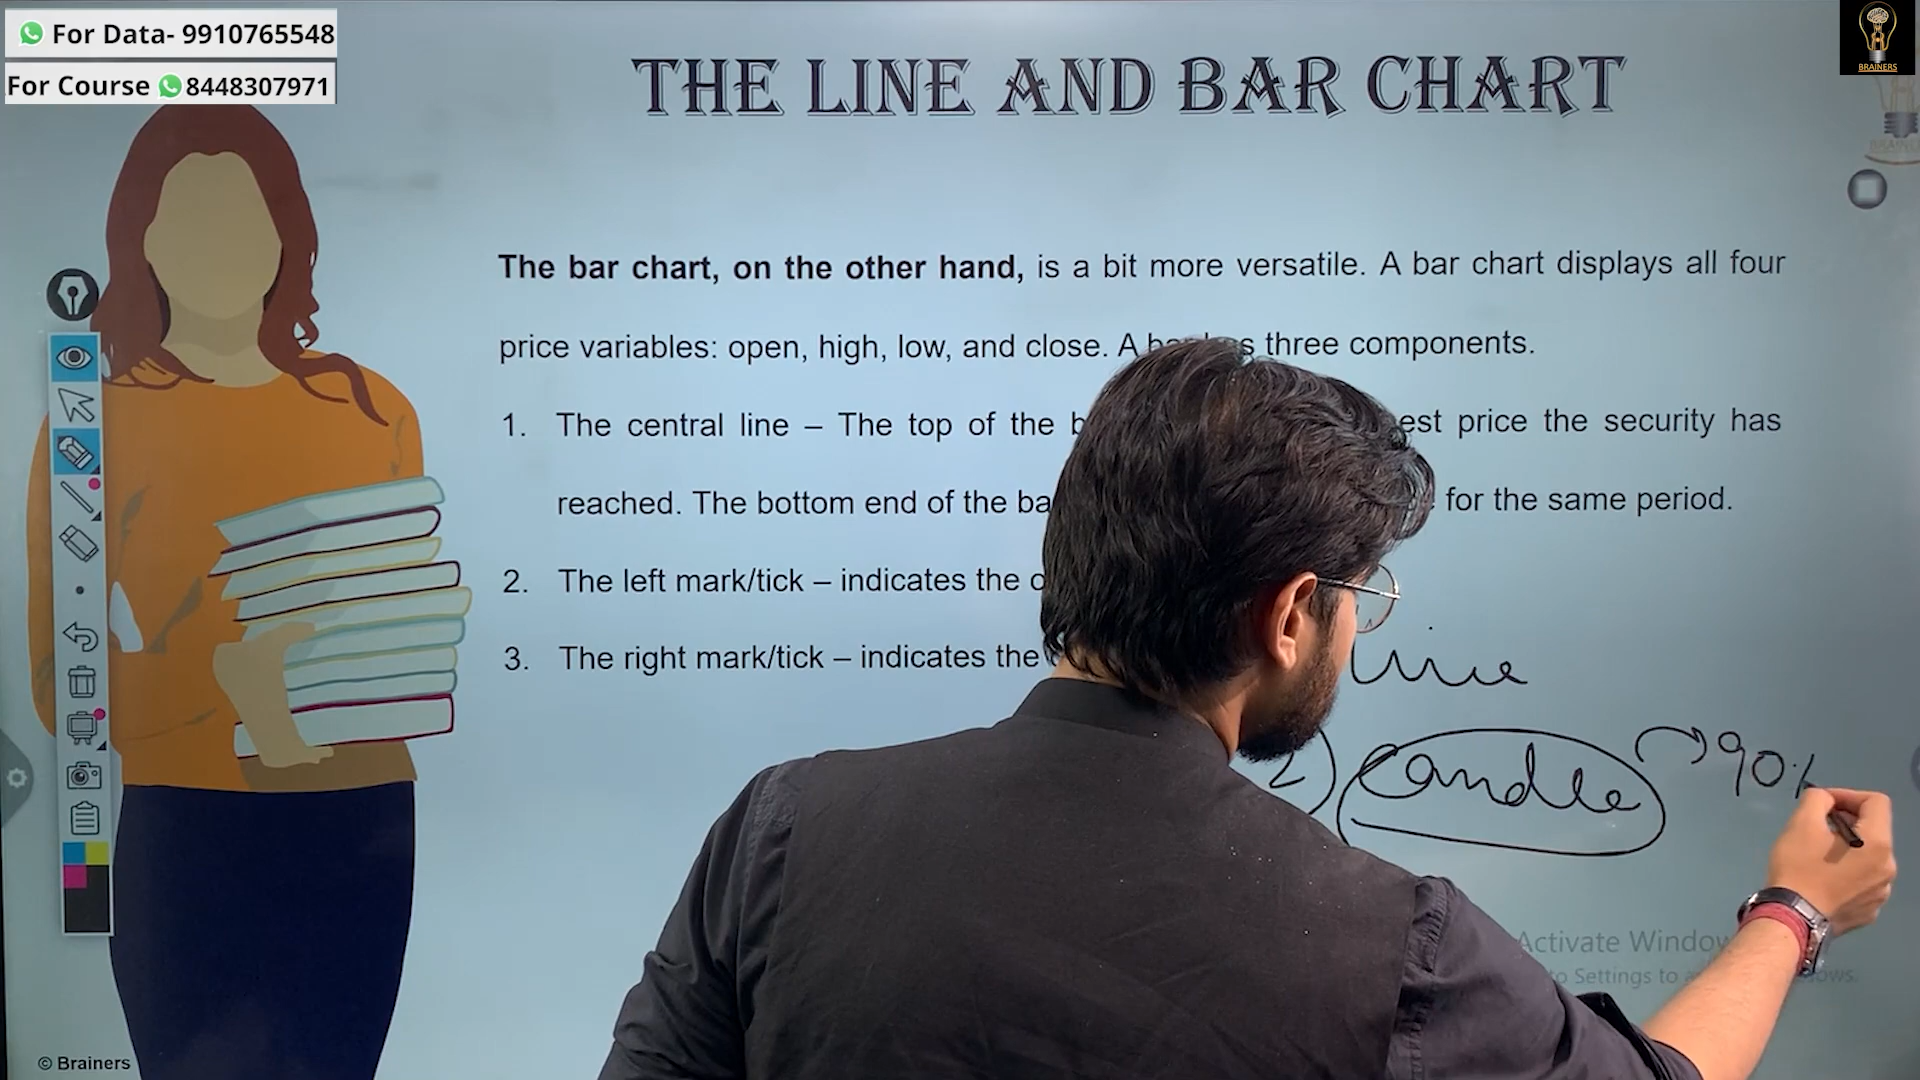 For Data- 9910765548
For Course 8448307971
BRAINERS
THE LINE AND BAR CHART
The bar chart, on the other hand, is a bit more versatile. A bar chart displays all four
price variables: open, high, low, and close. A three components.
1. The central line – The top of the price the security has
reached. The bottom end of the for the same period.
2. The left mark/tick – indicates the
3. The right mark/tick – indicates the
line
2) candle 90%
Activate
to Settings to
© Brainers